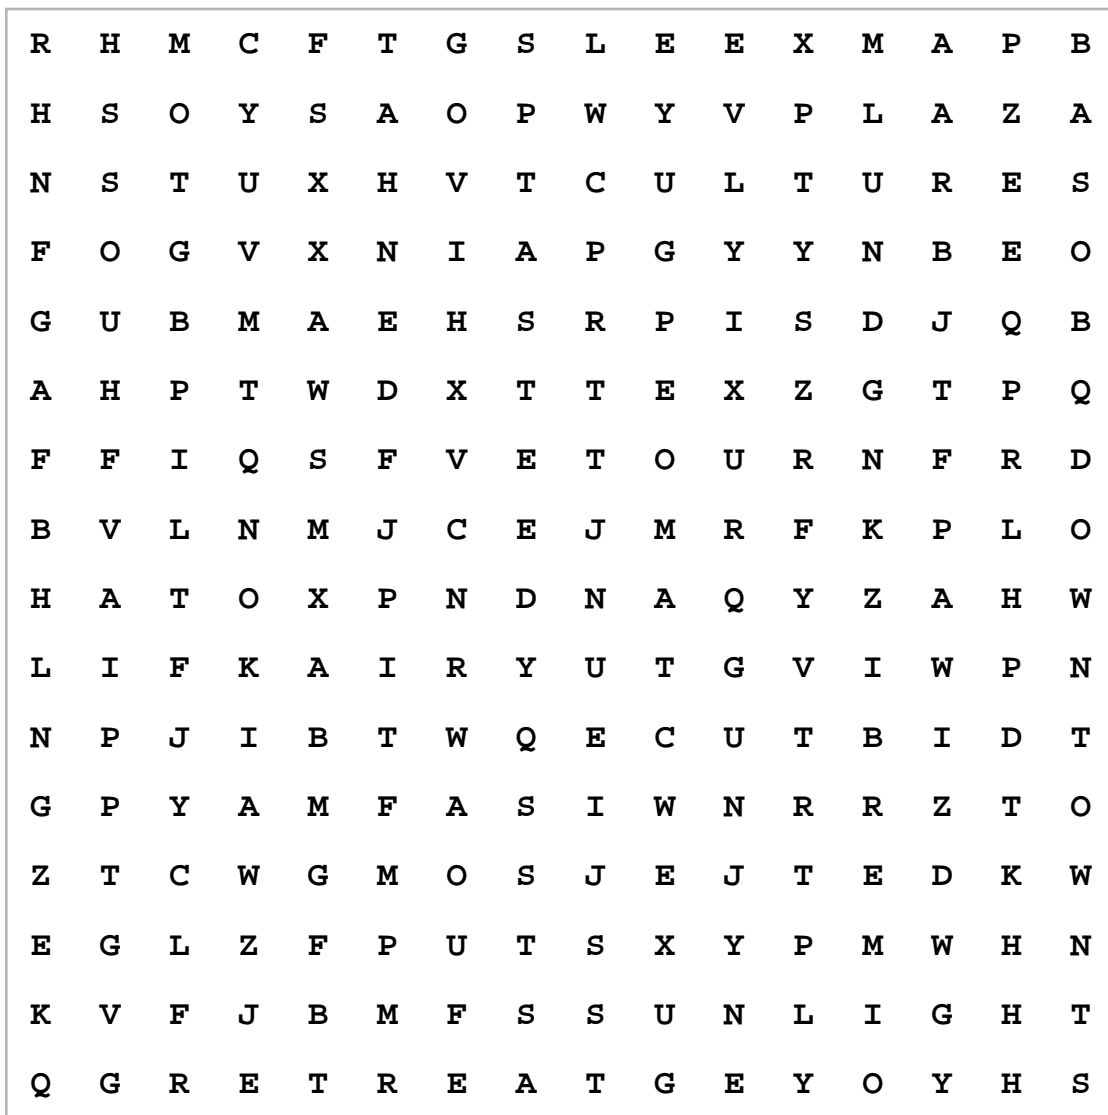 R H M C F T G S L E E X M A P B
H S O Y S A O P W Y V P L A Z A
N S T U X H V T C U L T U R E S
F O G V X N I A P G Y Y N B E O
G U B M A E H S R P I S D J Q B
A H P T W D X T T E X Z G T P Q
F F I Q S F V E T O U R N F R D
B V L N M J C E J M R F K P L O
H A T O X P N D N A Q Y Z A H W
L I F K A I R Y U T G V I W P N
N P J I B T W Q E C U T B I D T
G P Y A M F A S I W N R R Z T O
Z T C W G M O S J E J T E D K W
E G L Z F P U T S X Y P M W H N
K V F J B M F S S U N L I G H T
Q G R E T R E A T G E Y O Y H S